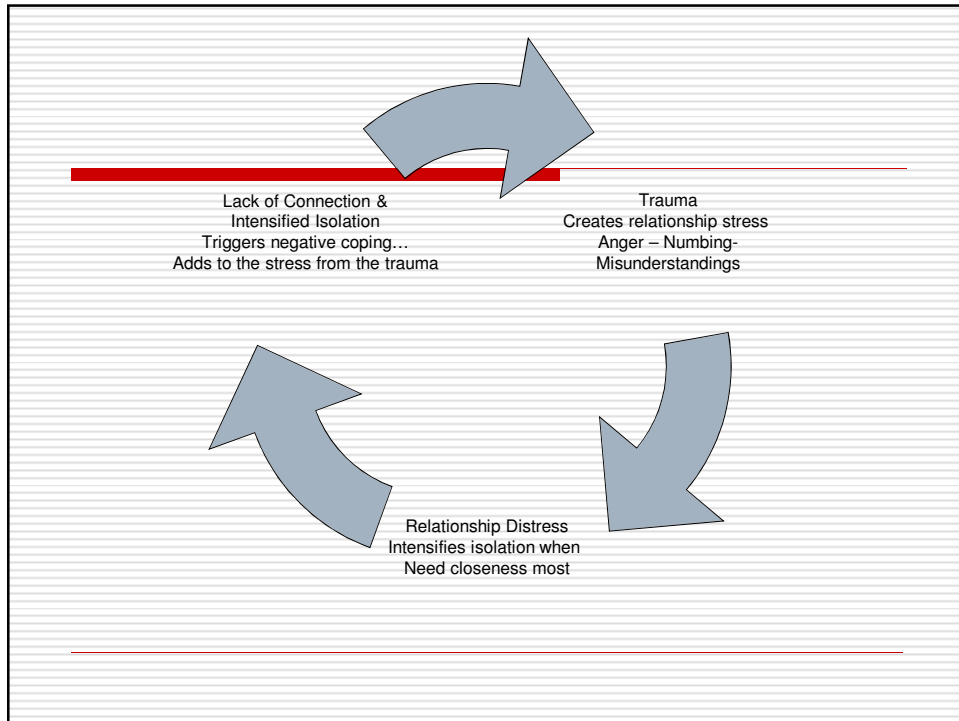 Lack of Connection &
Intensified Isolation
Triggers negative coping…
Adds to the stress from the trauma
Trauma
Creates relationship stress
Anger – Numbing-
Misunderstandings
Relationship Distress
Intensifies isolation when
Need closeness most